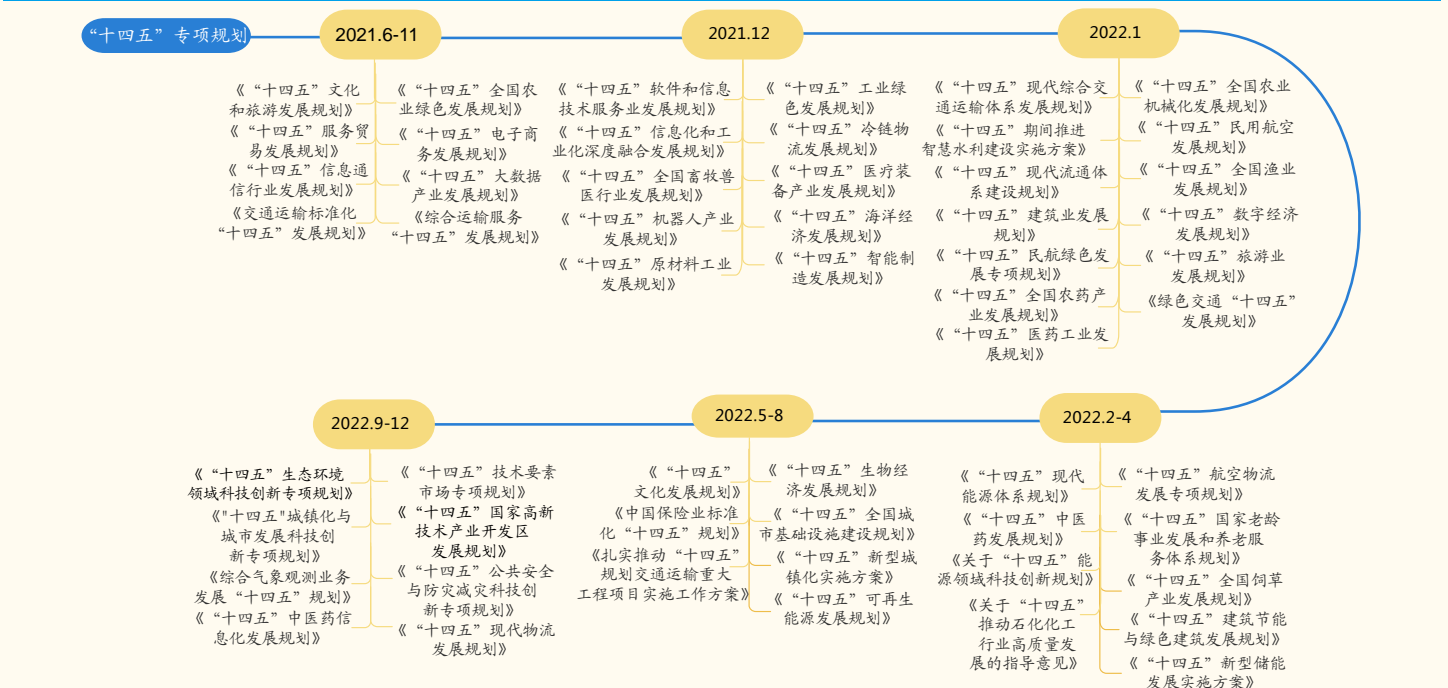 “十四五”专项规划
2021.6-11
《“十四五”文化
和旅游发展规划》
《“十四五”服务贸
易发展规划》
《“十四五”信息通
信行业发展规划》
《交通运输标准化
“十四五”发展规划》
《“十四五”全国农
业绿色发展规划》
《“十四五”电子商
务发展规划》
《“十四五”大数据
产业发展规划》
《综合运输服务
“十四五”发展规划》
2021.12
《“十四五”软件和信息
技术服务业发展规划》
《“十四五”信息化和工
业化深度融合发展规划》
《“十四五”全国畜牧兽
医行业发展规划》
《“十四五”机器人产业
发展规划》
《“十四五”原材料工业
发展规划》
《“十四五”工业绿
色发展规划》
《“十四五”冷链物
流发展规划》
《“十四五”医疗装
备产业发展规划》
《“十四五”海洋经
济发展规划》
《“十四五”智能制
造发展规划》
2022.1
《“十四五”现代综合交
通运输体系发展规划》
《“十四五”期间推进
智慧水利建设实施方案》
《“十四五”现代流通体
系建设规划》
《“十四五”建筑业发展
规划》
《“十四五”民航绿色发
展专项规划》
《“十四五”全国农药产
业发展规划》
《“十四五”医药工业发
展规划》
《“十四五”全国农业
机械化发展规划》
《“十四五”民用航空
发展规划》
《“十四五”全国渔业
发展规划》
《“十四五”数字经济
发展规划》
《“十四五”旅游业
发展规划》
《绿色交通“十四五”
发展规划》
2022.9-12
《“十四五”生态环境
领域科技创新专项规划》
《"十四五"城镇化与
城市发展科技创
新专项规划》
《综合气象观测业务
发展“十四五”规划》
《“十四五”中医药信
息化发展规划》
《“十四五”技术要素
市场专项规划》
《“十四五”国家高新
技术产业开发区
发展规划》
《“十四五”公共安全
与防灾减灾科技创
新专项规划》
《“十四五”现代物流
发展规划》
2022.5-8
《“十四五”
文化发展规划》
《中国保险业标准
化“十四五”规划》
《扎实推动“十四五”
规划交通运输重大
工程项目实施工作方案》
《“十四五”生物经
济发展规划》
《“十四五”全国城
市基础设施建设规划》
《“十四五”新型城
镇化实施方案》
《“十四五”可再生
能源发展规划》
2022.2-4
《“十四五”现代
能源体系规划》
《“十四五”中医
药发展规划》
《关于“十四五”能
源领域科技创新规划》
《关于“十四五”
推动石化化工
行业高质量发
展的指导意见》
《“十四五”航空物流
发展专项规划》
《“十四五”国家老龄
事业发展和养老服
务体系规划》
《“十四五”全国饲草
产业发展规划》
《“十四五”建筑节能
与绿色建筑发展规划》
《“十四五”新型储能
发展实施方案》